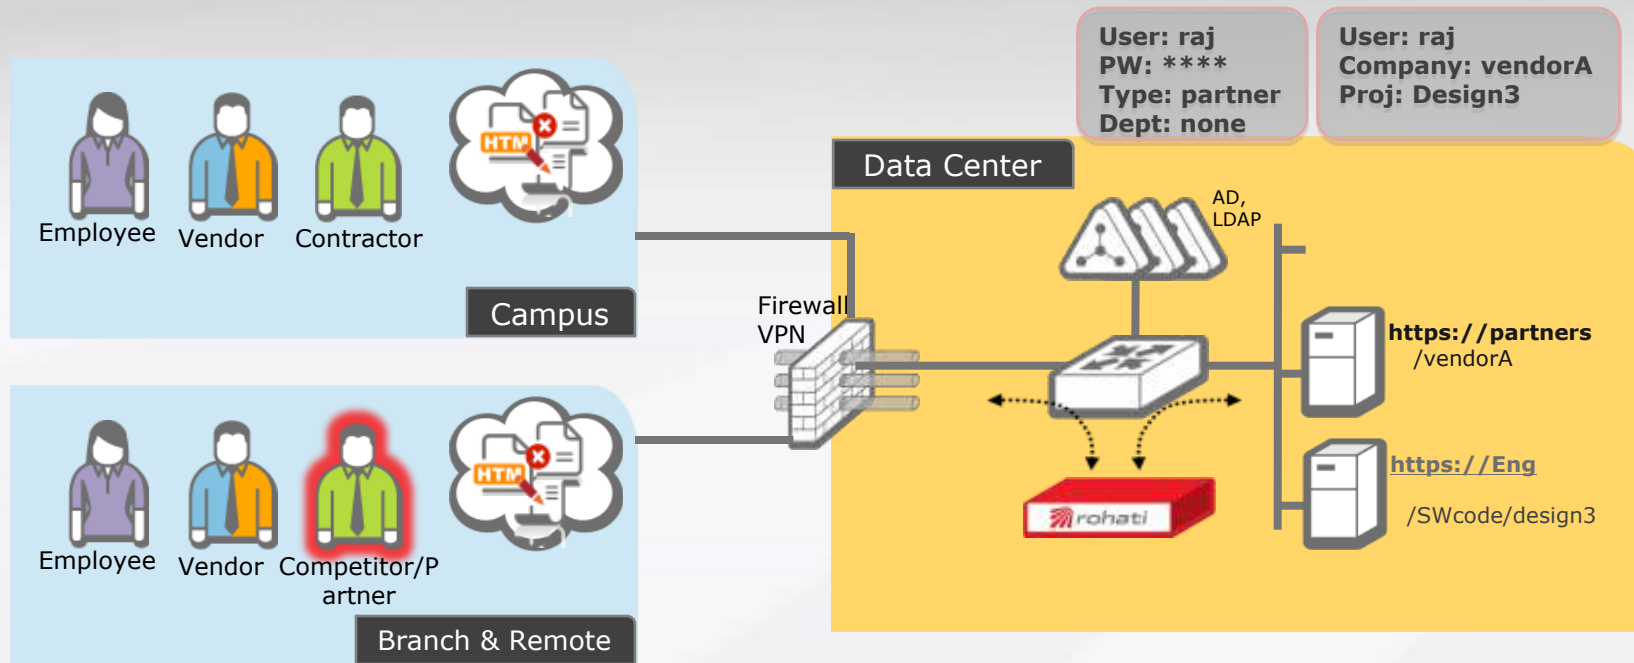 User: raj
PW: ****
Type: partner
Dept: none
User: raj
Company: vendorA
Proj: Design3
HTM
Employee
Vendor
Contractor
Campus
Data Center
AD,
LDAP
Firewall
VPN
https://partners
/vendorA
rohati
https://Eng
/SWcode/design3
HTM
Employee
Vendor
Competitor/P
artner
Branch & Remote